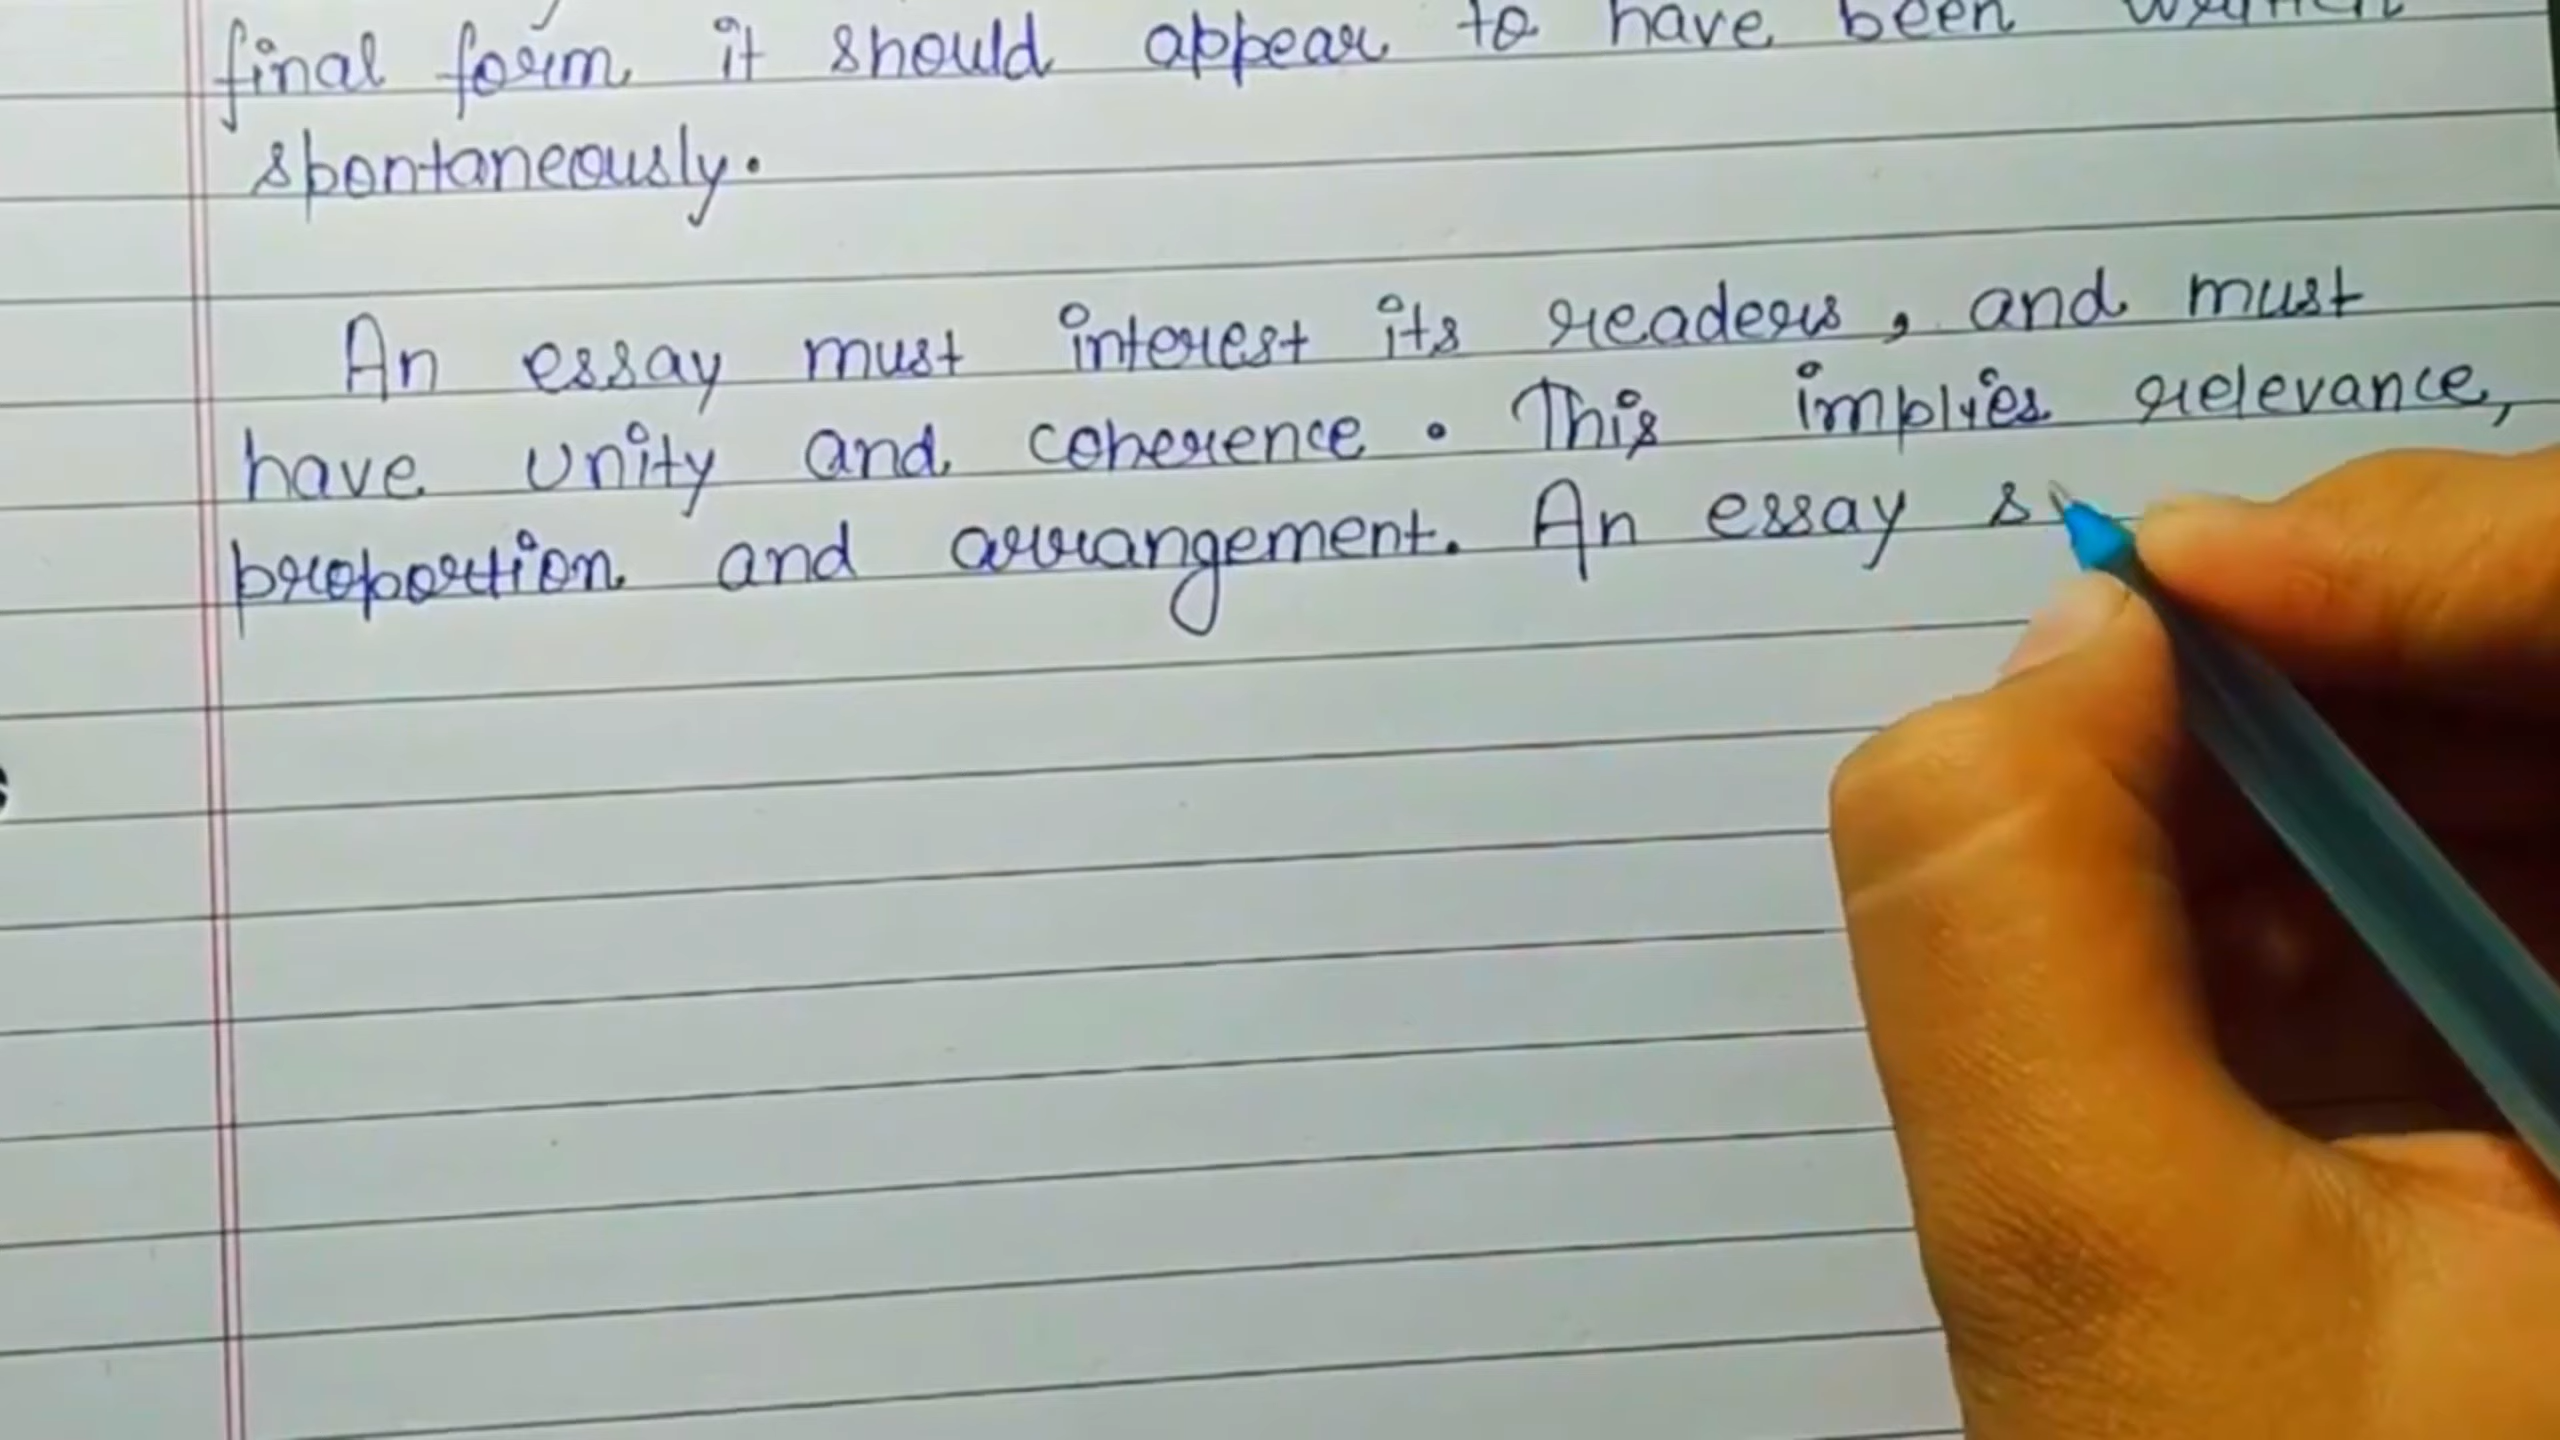 final form it should appear to have been written
spontaneously.
An essay must interest its readers, and must
have unity and coherence. This implies relevance,
proportion and arrangement. An essay s